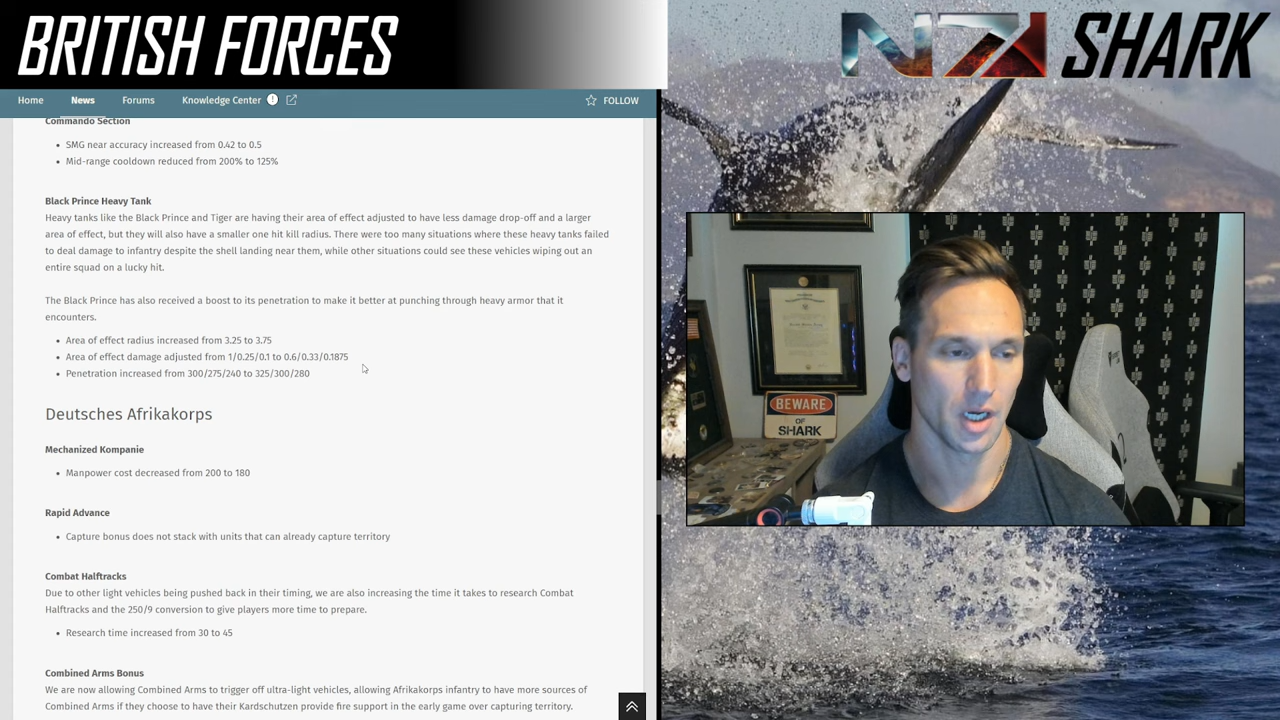 BRITISH FORCES
N7 SHARK
Home News Forums Knowledge Center ! FOLLOW
Commando Section
• SMG near accuracy increased from 0.42 to 0.5
• Mid-range cooldown reduced from 200% to 125%
Black Prince Heavy Tank
Heavy tanks like the Black Prince and Tiger are having their area of effect adjusted to have less damage drop-off and a larger
area of effect, but they will also have a smaller one hit kill radius. There were too many situations where these heavy tanks failed
to deal damage to infantry despite the shell landing near them, while other situations could see these vehicles wiping out an
entire squad on a lucky hit.
The Black Prince has also received a boost to its penetration to make it better at punching through heavy armor that it
encounters.
• Area of effect radius increased from 3.25 to 3.75
• Area of effect damage adjusted from 1/0.25/0.1 to 0.6/0.33/0.1875
• Penetration increased from 300/275/240 to 325/300/280
Deutsches Afrikakorps
Mechanized Kompanie
• Manpower cost decreased from 200 to 180
Rapid Advance
• Capture bonus does not stack with units that can already capture territory
Combat Halftracks
Due to other light vehicles being pushed back in their timing, we are also increasing the time it takes to research Combat
Halftracks and the 250/9 conversion to give players more time to prepare.
• Research time increased from 30 to 45
Combined Arms Bonus
We are now allowing Combined Arms to trigger off ultra-light vehicles, allowing Afrikakorps infantry to have more sources of
Combined Arms if they choose to have their Kardschutzen provide fire support in the early game over capturing territory.
BEWARE
OF
SHARK